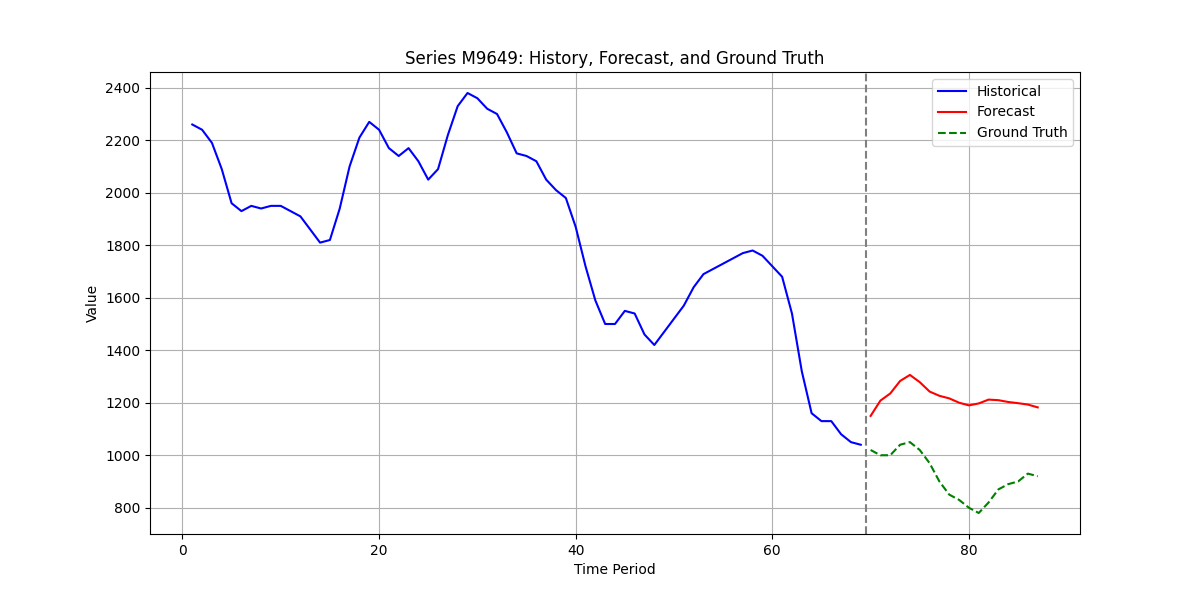 Series M9649: History, Forecast, and Ground Truth
Historical
Forecast
Ground Truth
2400
2200
2000
1800
1600
1400
1200
1000
800
Value
0 20 40 60 80
Time Period